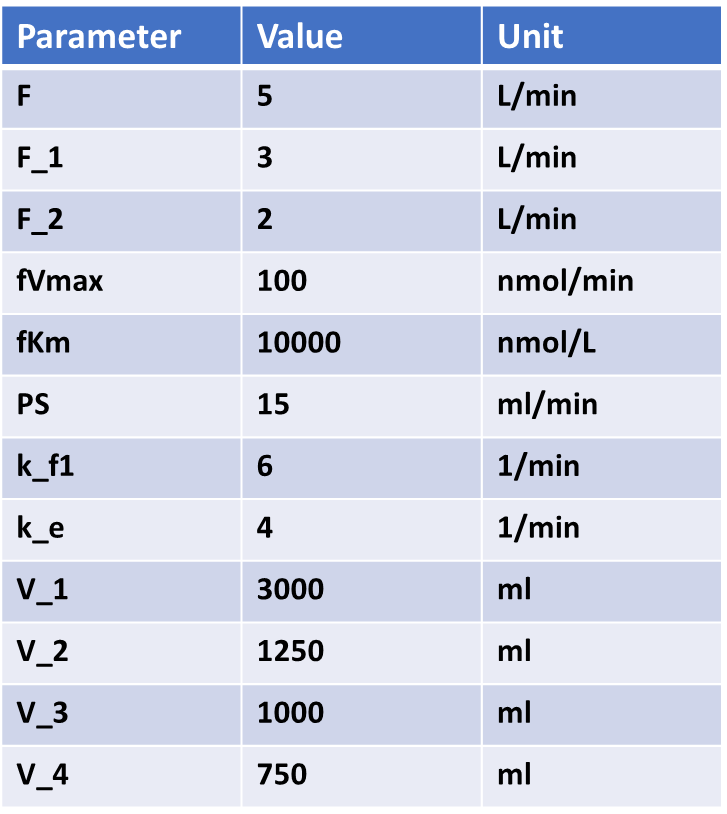 Parameter Value Unit
F 5 L/min
F_1 3 L/min
F_2 2 L/min
fVmax 100 nmol/min
fKm 10000 nmol/L
PS 15 ml/min
k_f1 6 1/min
k_e 4 1/min
V_1 3000 ml
V_2 1250 ml
V_3 1000 ml
V_4 750 ml